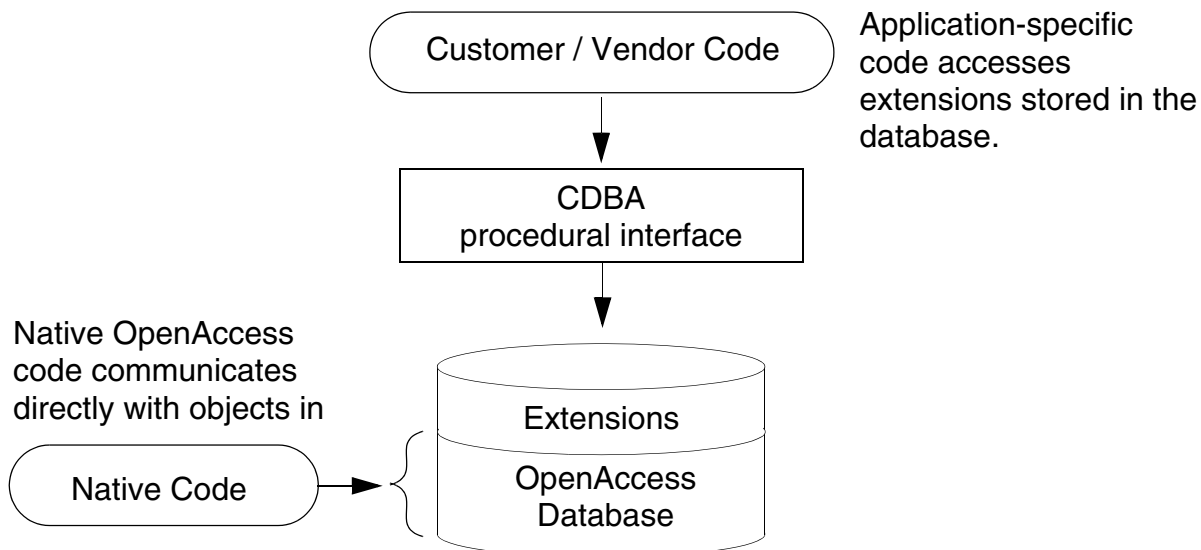 Customer / Vendor Code
Application-specific
code accesses
extensions stored in the
database.
CDBA
procedural interface
Native OpenAccess
code communicates
directly with objects in
Native Code
Extensions
OpenAccess
Database